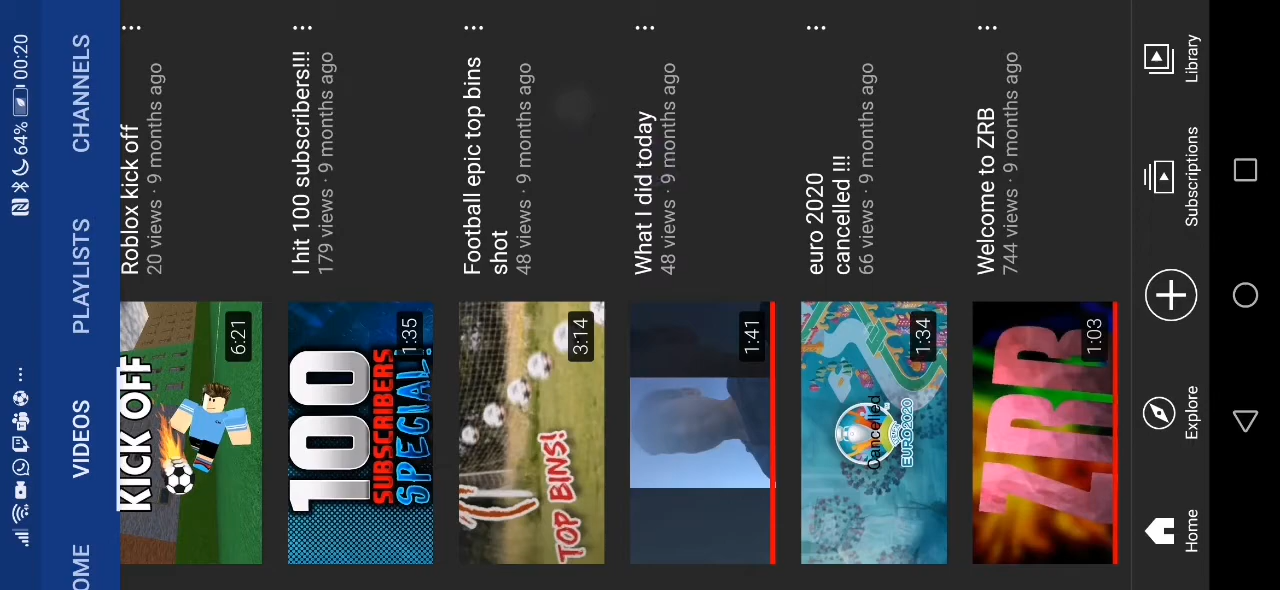 64% 00:20
OME VIDEOS PLAYLISTS CHANNELS
KICK OFF
6:21
Roblox kick off
20 views · 9 months ago
100
SUBSCRIBERS
SPECIAL!
1:35
I hit 100 subscribers!!!
179 views · 9 months ago
TOP BINS!
3:14
Football epic top bins
shot
48 views · 9 months ago
1:41
What I did today
48 views · 9 months ago
Cancelled
EURO2020
1:34
euro 2020
cancelled !!!
66 views · 9 months ago
ZRB
1:03
Welcome to ZRB
744 views · 9 months ago
Home Explore Subscriptions Library